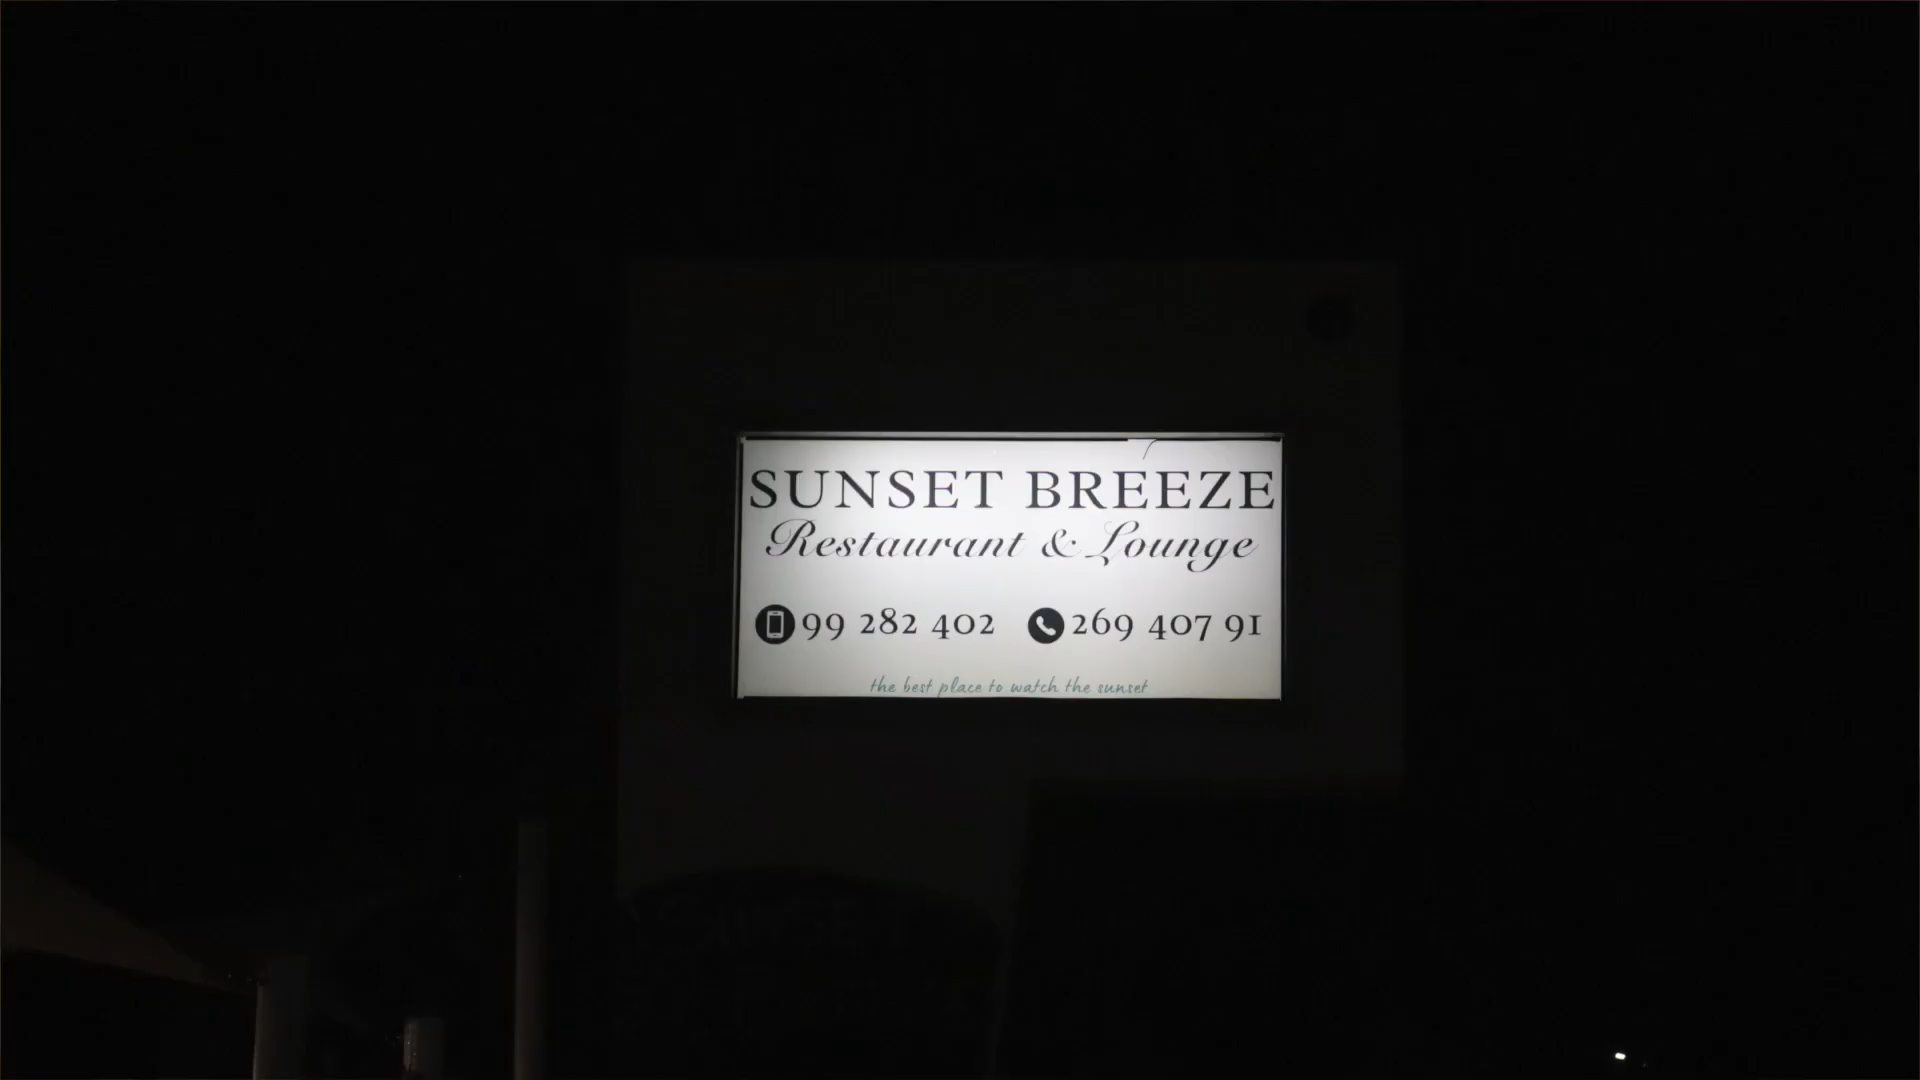 SUNSET BREEZE
Restaurant & Lounge
99 282 402 269 407 91
the best place to watch the sunset